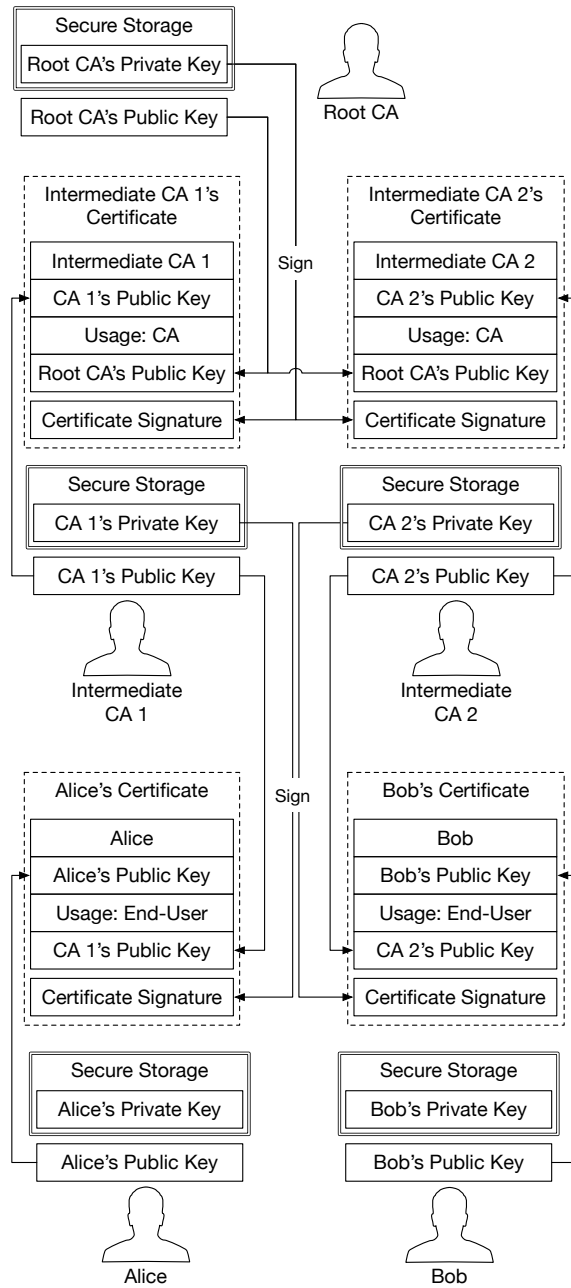 Secure Storage
Root CA's Private Key
Root CA
Root CA's Public Key
Intermediate CA 1's
Certificate
Intermediate CA 2's
Certificate
Intermediate CA 1
Sign
Intermediate CA 2
CA 1's Public Key
CA 2's Public Key
Usage: CA
Usage: CA
Root CA's Public Key
Root CA's Public Key
Certificate Signature
Certificate Signature
Secure Storage
Secure Storage
CA 1's Private Key
CA 2's Private Key
CA 1's Public Key
CA 2's Public Key
Intermediate
CA 1
Intermediate
CA 2
Alice's Certificate
Sign
Bob's Certificate
Alice
Bob
Alice's Public Key
Bob's Public Key
Usage: End-User
Usage: End-User
CA 1's Public Key
CA 2's Public Key
Certificate Signature
Certificate Signature
Secure Storage
Secure Storage
Alice's Private Key
Bob's Private Key
Alice's Public Key
Bob's Public Key
Alice
Bob